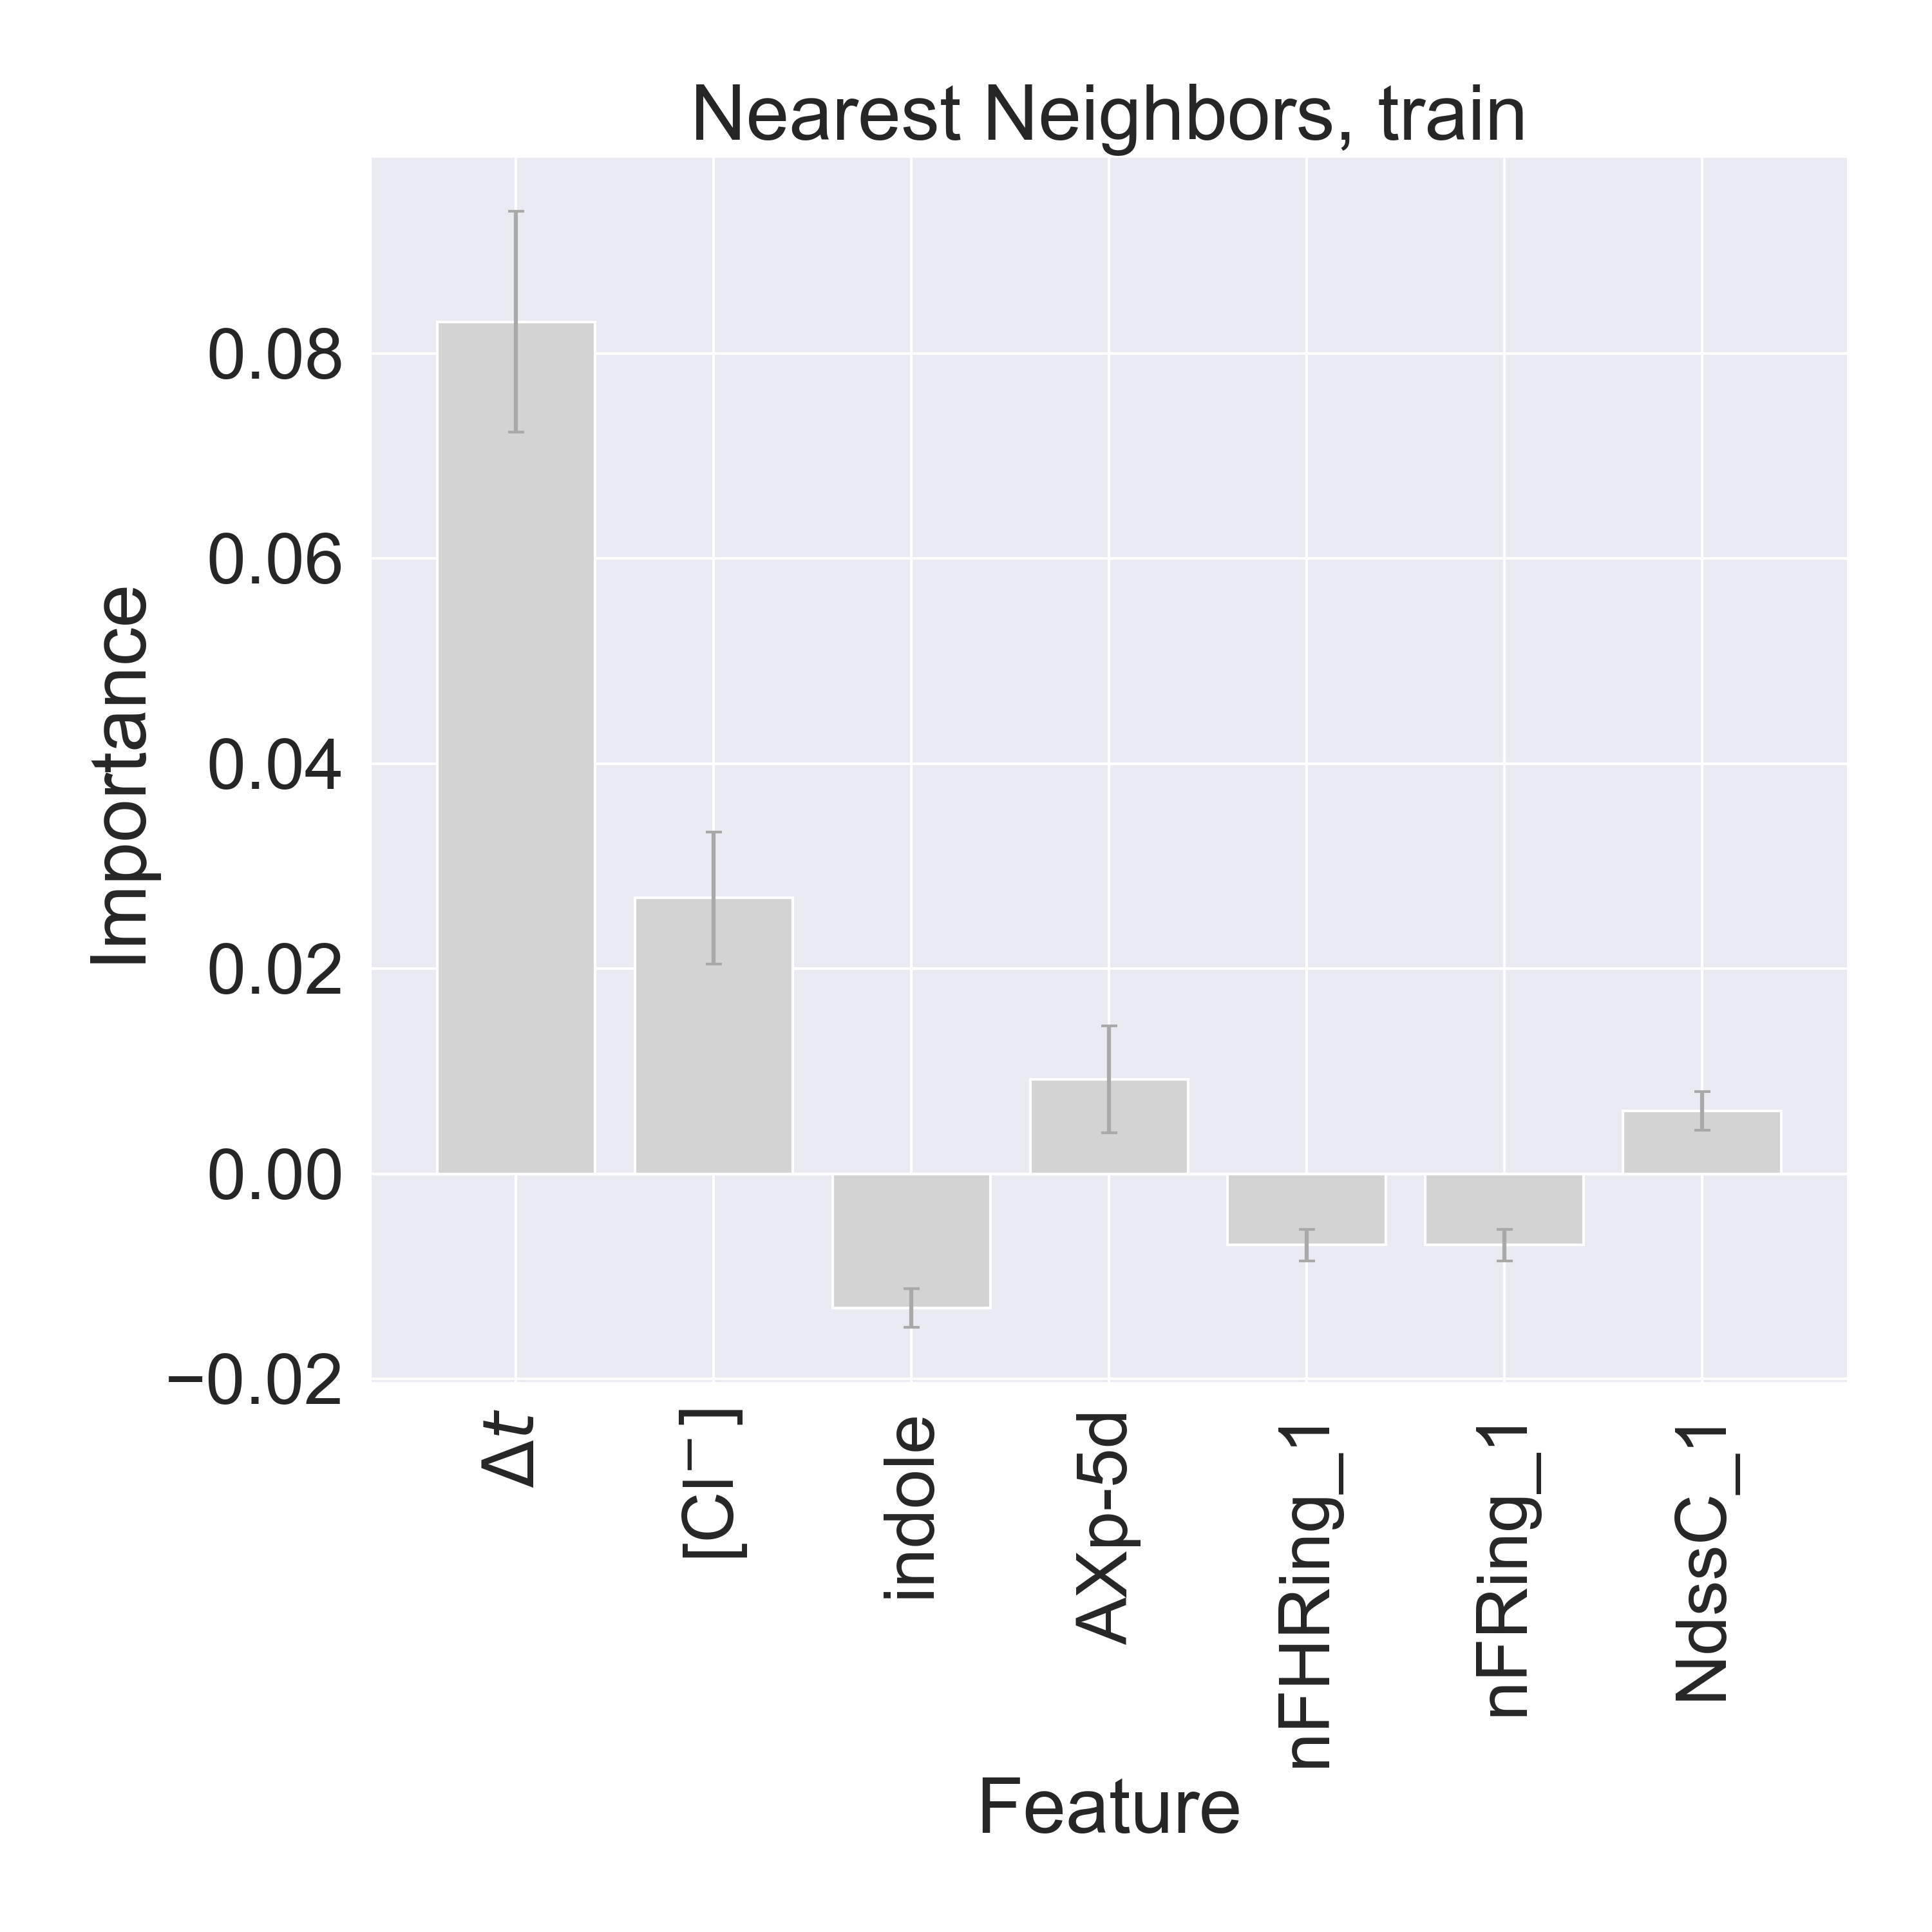 Nearest Neighbors, train
Importance
0.08
0.06
0.04
0.02
0.00
−0.02
Δt
[Cl⁻]
indole
AXp-5d
nFHRing_1
nFRing_1
NdssC_1
Feature